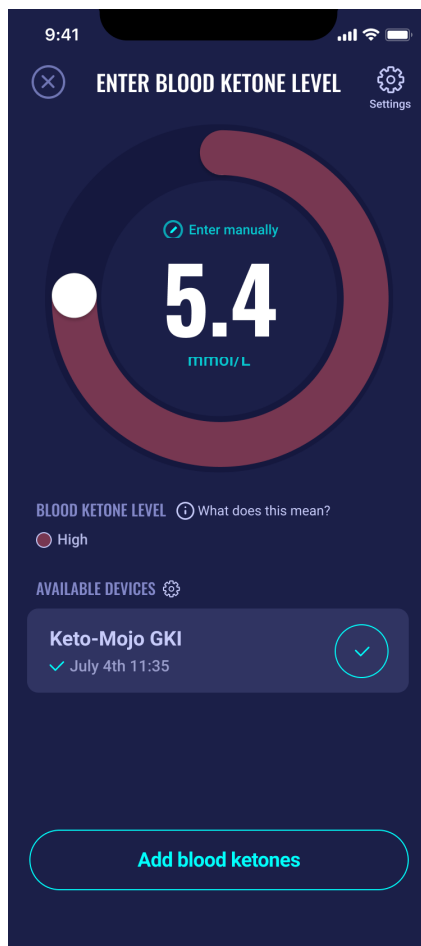 9:41
ENTER BLOOD KETONE LEVEL
Settings
Enter manually
5.4
mmol/L
BLOOD KETONE LEVEL
What does this mean?
High
AVAILABLE DEVICES
Keto-Mojo GKI
July 4th 11:35
Add blood ketones